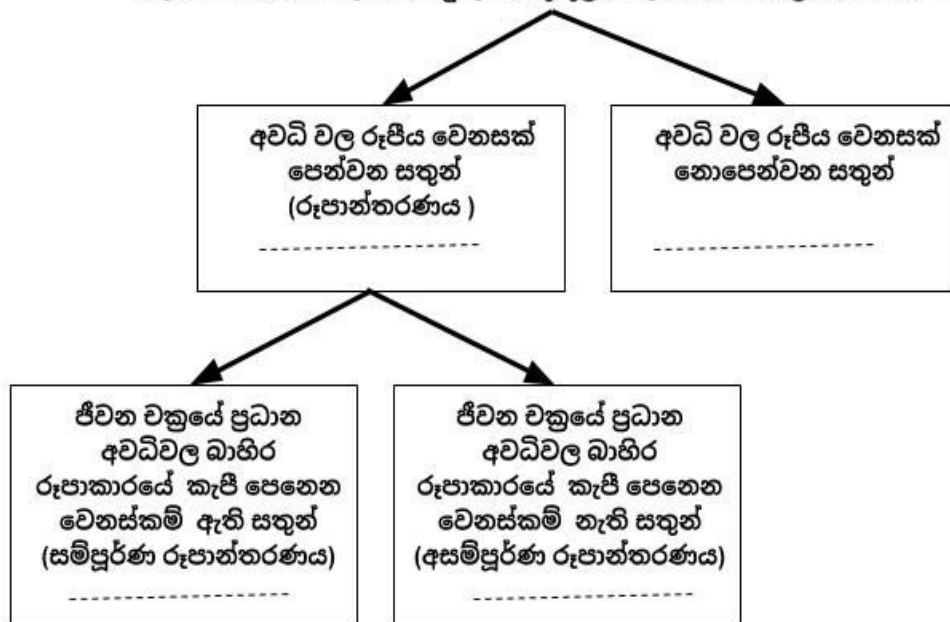 අවධි වල රූපීය වෙනසක්
පෙන්වන සතුන්
(රූපාන්තරණය )
අවධි වල රූපීය වෙනසක්
නොපෙන්වන සතුන්
ජීවන චක්‍රයේ ප්‍රධාන
අවධිවල බාහිර
රූපාකාරයේ කැපී පෙනෙන
වෙනස්කම් ඇති සතුන්
(සම්පූර්ණ රූපාන්තරණය)
ජීවන චක්‍රයේ ප්‍රධාන
අවධිවල බාහිර
රූපාකාරයේ කැපී පෙනෙන
වෙනස්කම් නැති සතුන්
(අසම්පූර්ණ රූපාන්තරණය)